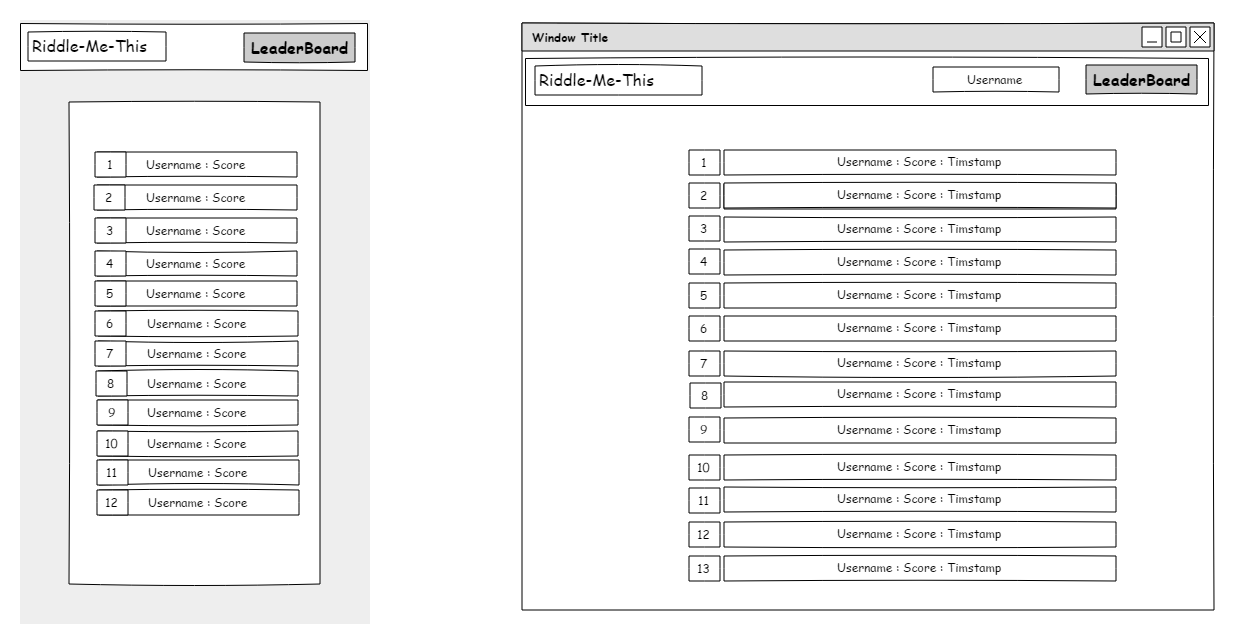 Riddle-Me-This
LeaderBoard
1 Username : Score
2 Username : Score
3 Username : Score
4 Username : Score
5 Username : Score
6 Username : Score
7 Username : Score
8 Username : Score
9 Username : Score
10 Username : Score
11 Username : Score
12 Username : Score
Window Title
Riddle-Me-This
Username
LeaderBoard
1 Username : Score : Timstamp
2 Username : Score : Timstamp
3 Username : Score : Timstamp
4 Username : Score : Timstamp
5 Username : Score : Timstamp
6 Username : Score : Timstamp
7 Username : Score : Timstamp
8 Username : Score : Timstamp
9 Username : Score : Timstamp
10 Username : Score : Timstamp
11 Username : Score : Timstamp
12 Username : Score : Timstamp
13 Username : Score : Timstamp